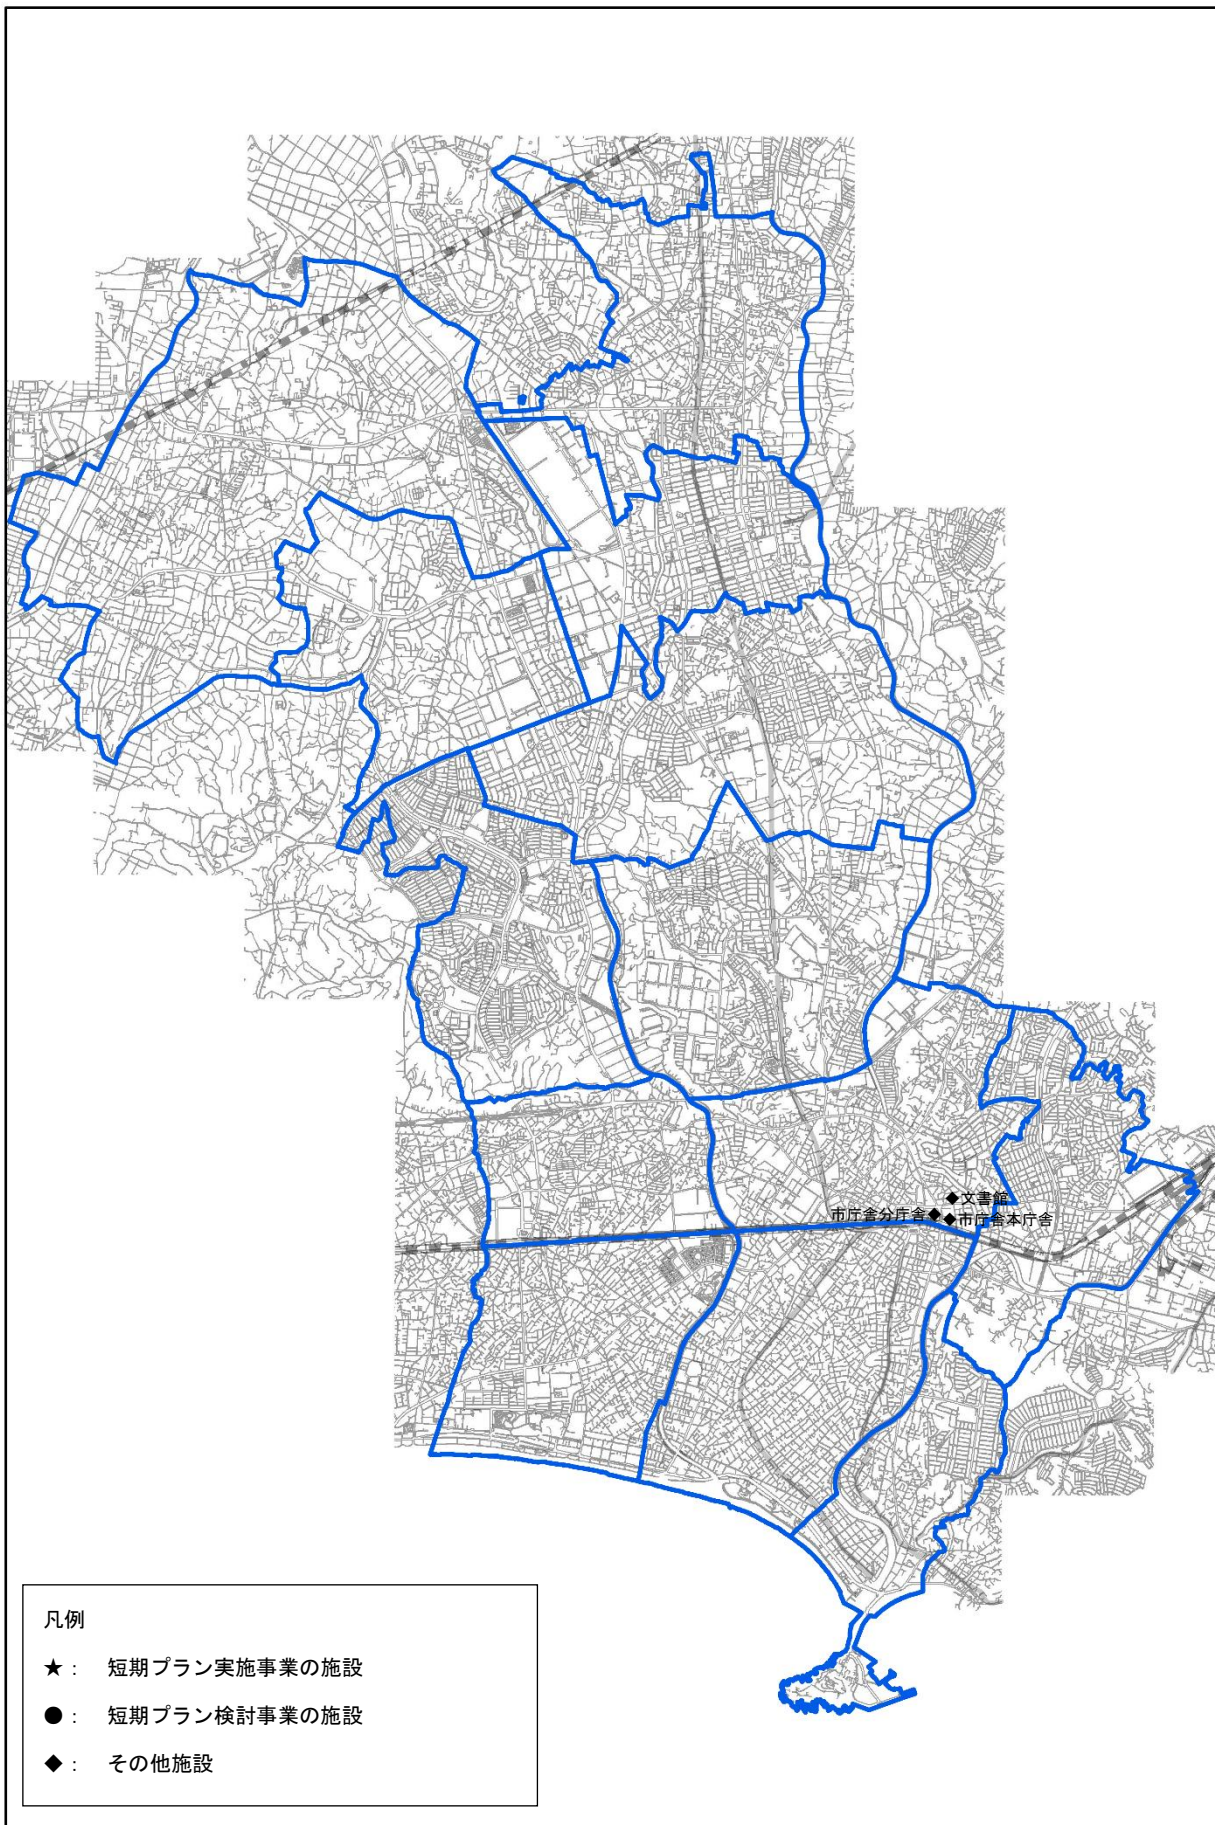 ◆文書館
市庁舎分庁舎◆
◆市庁舎本庁舎
凡例
★： 短期プラン実施事業の施設
●： 短期プラン検討事業の施設
◆： その他施設